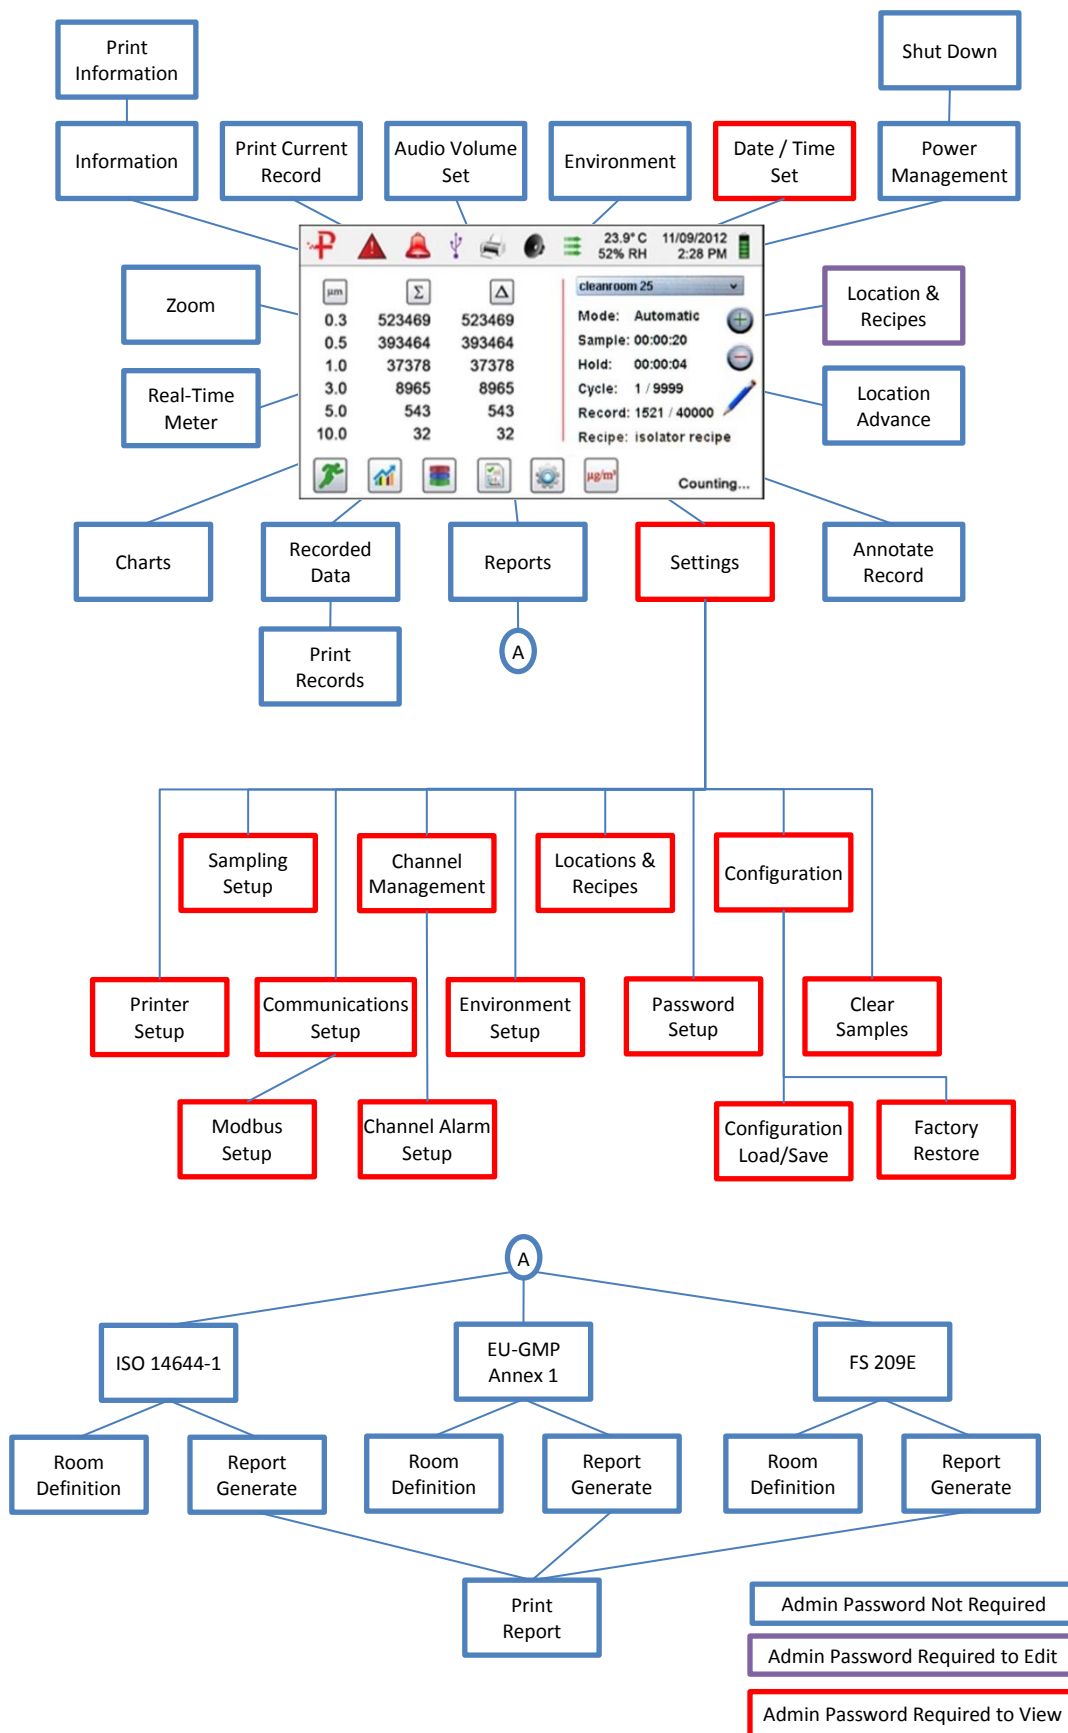 Print
Information
Shut Down
Information
Print Current
Record
Audio Volume
Set
Environment
Date / Time
Set
Power
Management
23.9° C 11/09/2012
52% RH 2:28 PM
Zoom
Real-Time
Meter
µm Σ Δ
0.3 523469 523469
0.5 393464 393464
1.0 37378 37378
3.0 8965 8965
5.0 543 543
10.0 32 32
cleanroom 25
Mode: Automatic
Sample: 00:00:20
Hold: 00:00:04
Cycle: 1 / 9999
Record: 1521 / 40000
Recipe: isolator recipe
µg/m³
Counting...
Location &
Recipes
Location
Advance
Charts
Recorded
Data
Reports
Settings
Annotate
Record
Print
Records
A
Sampling
Setup
Channel
Management
Locations &
Recipes
Configuration
Printer
Setup
Communications
Setup
Environment
Setup
Password
Setup
Clear
Samples
Modbus
Setup
Channel Alarm
Setup
Configuration
Load/Save
Factory
Restore
A
ISO 14644-1
EU-GMP
Annex 1
FS 209E
Room
Definition
Report
Generate
Room
Definition
Report
Generate
Room
Definition
Report
Generate
Print
Report
Admin Password Not Required
Admin Password Required to Edit
Admin Password Required to View